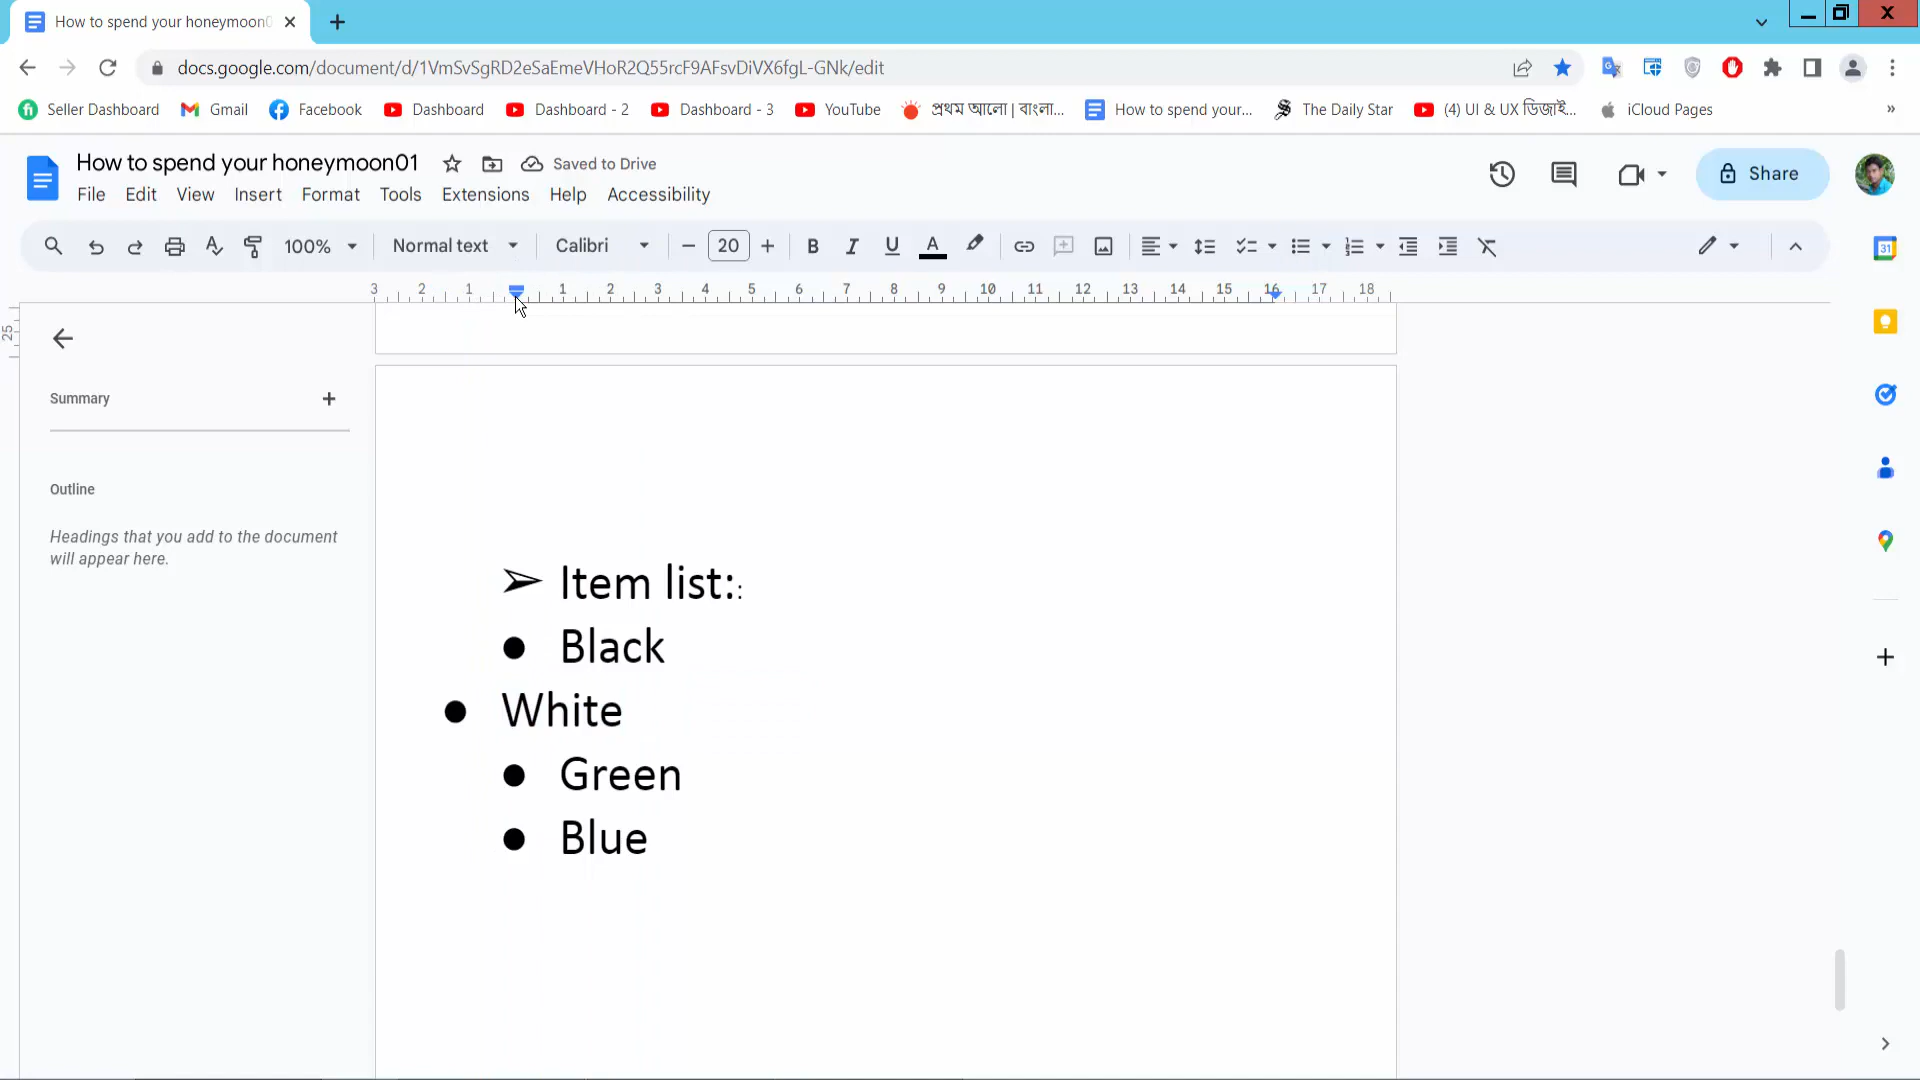 How to spend your honeymoon0
docs.google.com/document/d/1VmSvSgRD2eSaEmeVHoR2Q55rcF9AFsvDiVX6fgL-GNk/edit
Seller Dashboard Gmail Facebook Dashboard Dashboard - 2 Dashboard - 3 YouTube প্রথম আলো | বাংলা... How to spend your... The Daily Star (4) UI & UX ডিজাই... iCloud Pages »
How to spend your honeymoon01 Saved to Drive
File Edit View Insert Format Tools Extensions Help Accessibility
Share
100% Normal text Calibri 20 B I U A
31
3 2 1 1 2 3 4 5 6 7 8 9 10 11 12 13 14 15 16 17 18
25
Summary
Outline
Headings that you add to the document
will appear here.
➢ Item list::
● Black
● White
● Green
● Blue